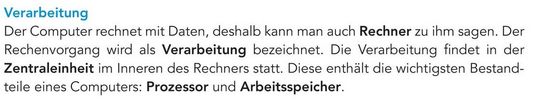 Verarbeitung
Der Computer rechnet mit Daten, deshalb kann man auch Rechner zu ihm sagen. Der
Rechenvorgang wird als Verarbeitung bezeichnet. Die Verarbeitung findet in der
Zentraleinheit im Inneren des Rechners statt. Diese enthält die wichtigsten Bestand-
teile eines Computers: Prozessor und Arbeitsspeicher.